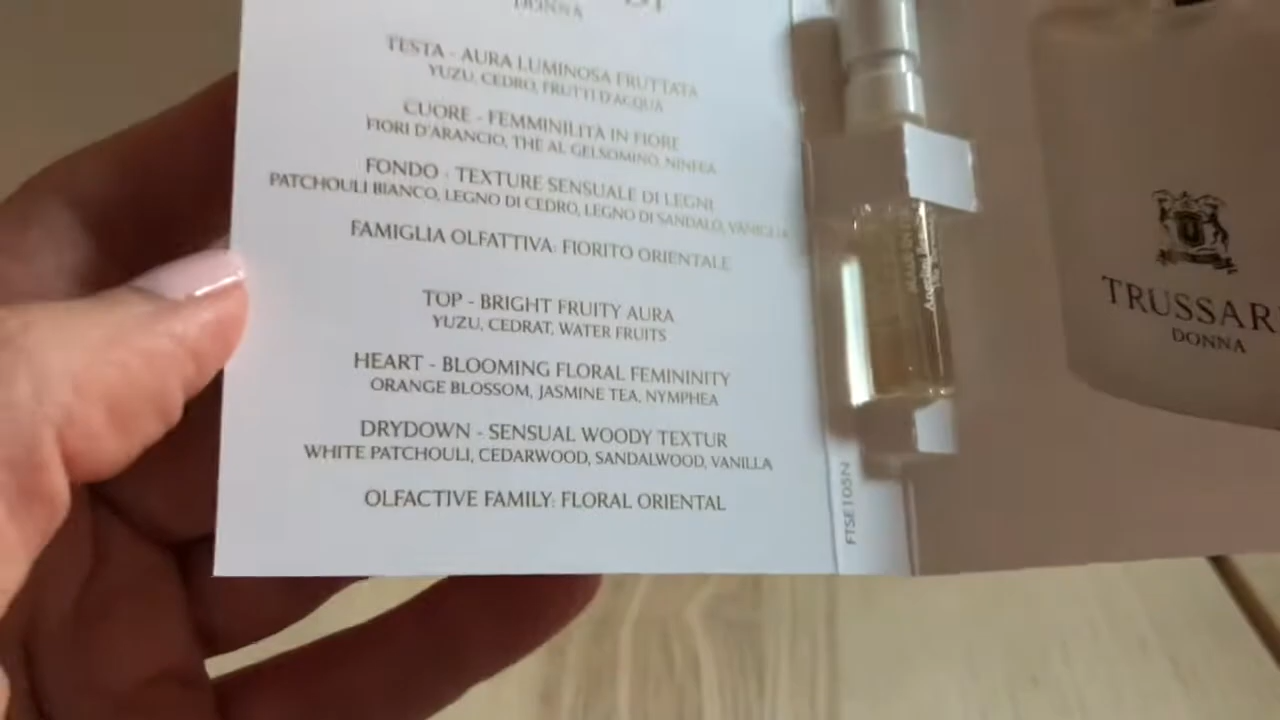 DONNA
TESTA - AURA LUMINOSA FRUTTATA
YUZU, CEDRO, FRUTTI D'ACQUA
CUORE - FEMMINILITÀ IN FIORE
FIORI D'ARANCIO, THE AL GELSOMINO, NINFEA
FONDO - TEXTURE SENSUALE DI LEGNI
PATCHOULI BIANCO, LEGNO DI CEDRO, LEGNO DI SANDALO, VANIGLIA
FAMIGLIA OLFATTIVA: FIORITO ORIENTALE
TOP - BRIGHT FRUITY AURA
YUZU, CEDRAT, WATER FRUITS
HEART - BLOOMING FLORAL FEMININITY
ORANGE BLOSSOM, JASMINE TEA, NYMPHEA
DRYDOWN - SENSUAL WOODY TEXTUR
WHITE PATCHOULI, CEDARWOOD, SANDALWOOD, VANILLA
OLFACTIVE FAMILY: FLORAL ORIENTAL
FTSE105N
TRUSSAR
DONNA